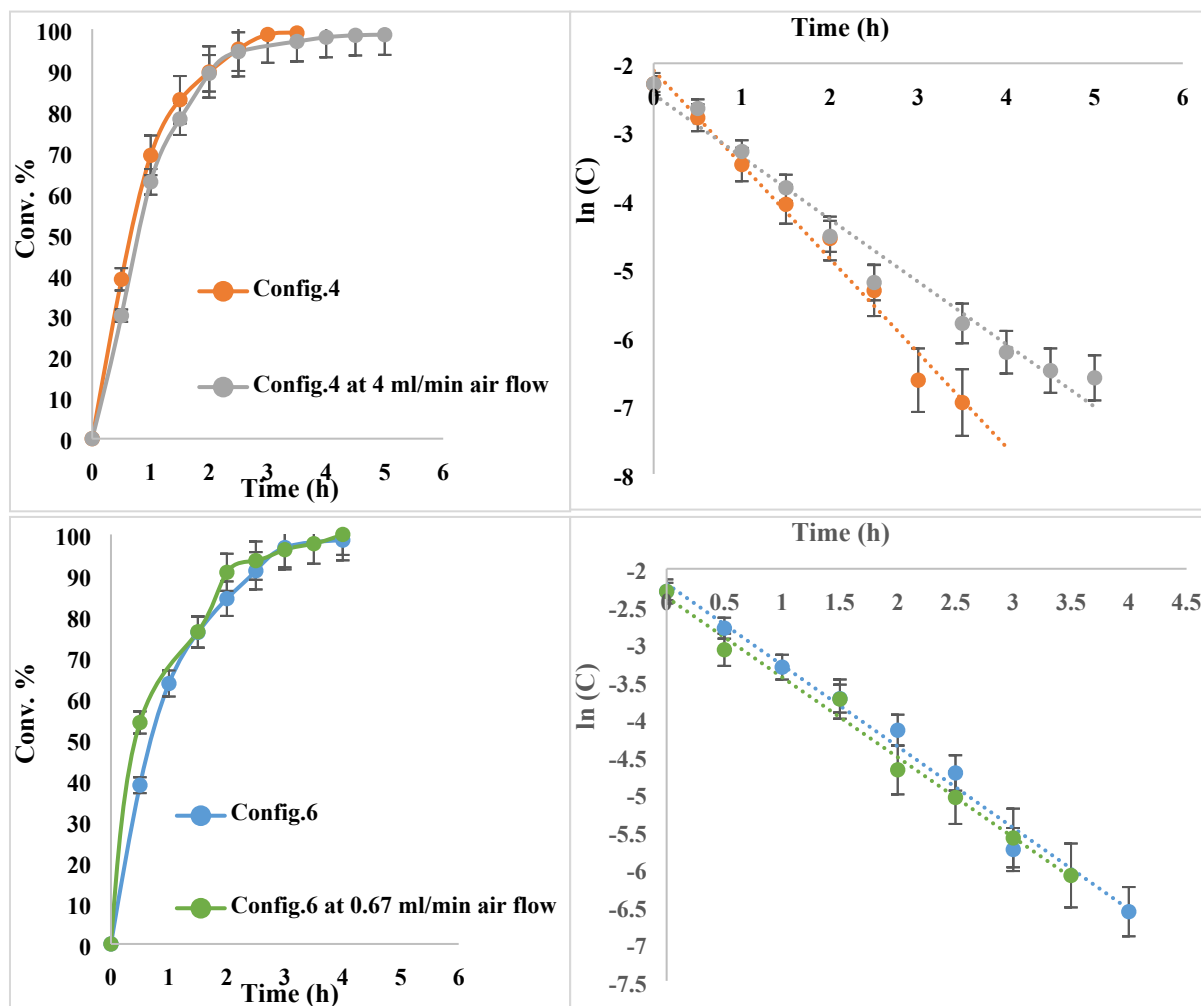 100
90
80
70
60
50
40
30
20
10
0
Conv. %
Config.4
Config.4 at 4 ml/min air flow
0 1 2 3 4 5 6
Time (h)
Time (h)
-2
-3
-4
-5
-6
-7
-8
ln (C)
0 1 2 3 4 5 6
100
90
80
70
60
50
40
30
20
10
0
Conv. %
Config.6
Config.6 at 0.67 ml/min air flow
0 1 2 3 4 5 6
Time (h)
Time (h)
-2
-2.5
-3
-3.5
-4
-4.5
-5
-5.5
-6
-6.5
-7
-7.5
ln (C)
0 0.5 1 1.5 2 2.5 3 3.5 4 4.5